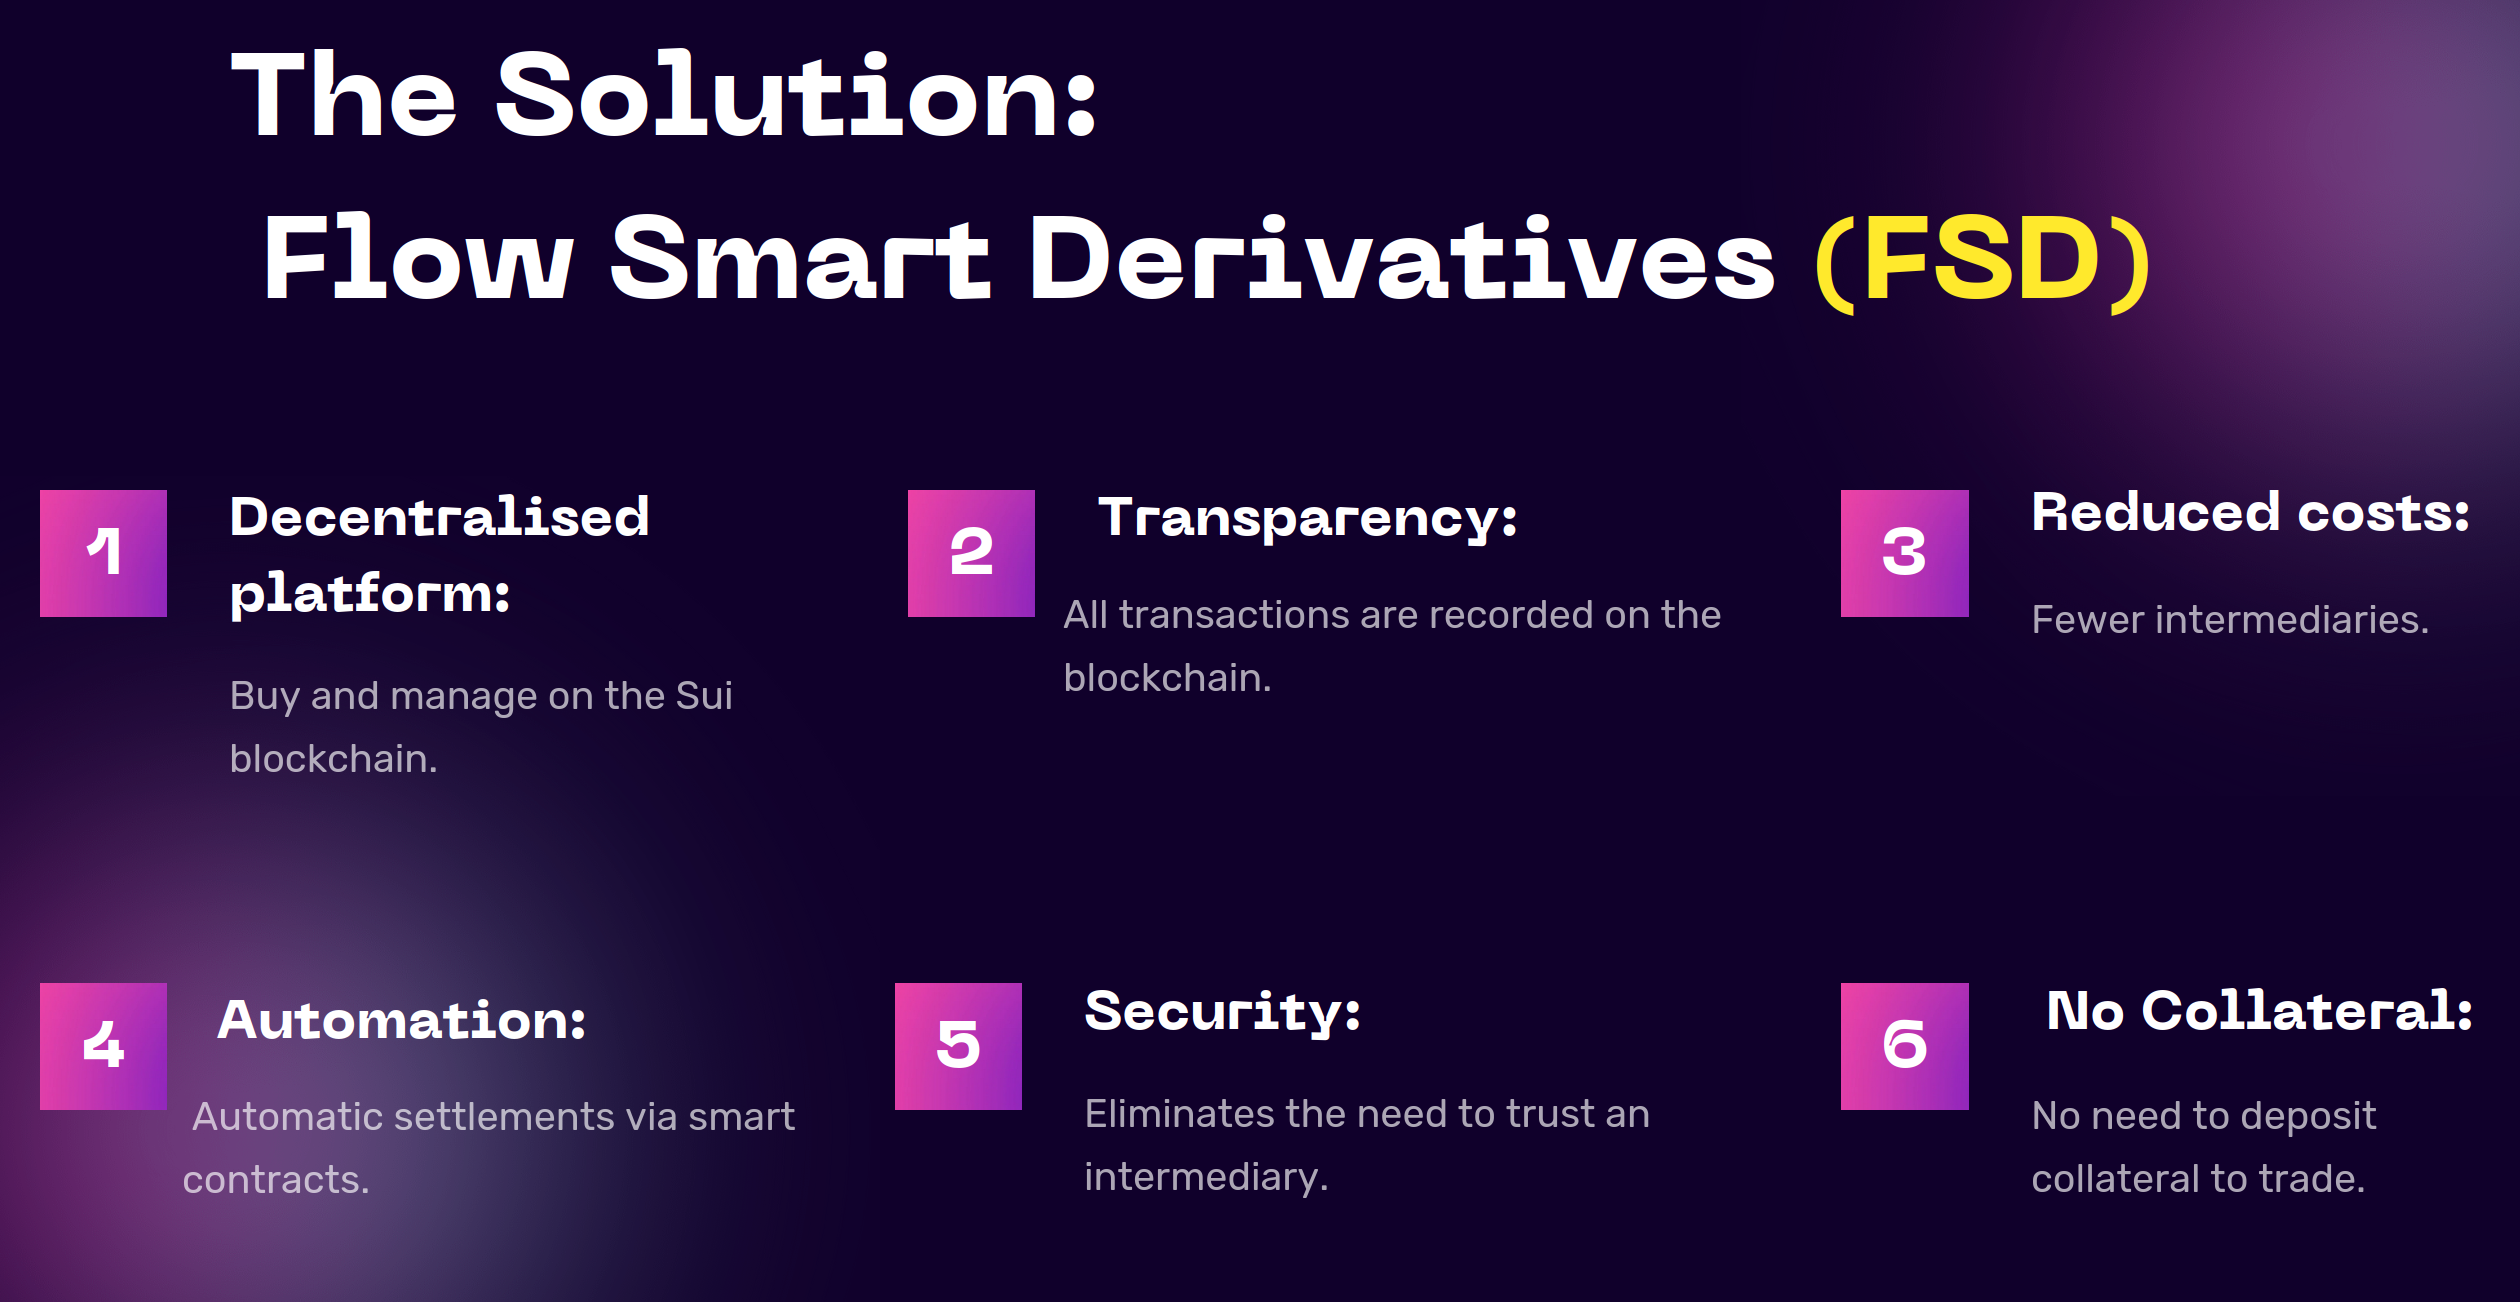 The Solution:
Flow Smart Derivatives (FSD)
1
Decentralised
platform:
Buy and manage on the Sui
blockchain.
2
Transparency:
All transactions are recorded on the
blockchain.
3
Reduced costs:
Fewer intermediaries.
4
Automation:
Automatic settlements via smart
contracts.
5
Security:
Eliminates the need to trust an
intermediary.
6
No Collateral:
No need to deposit
collateral to trade.